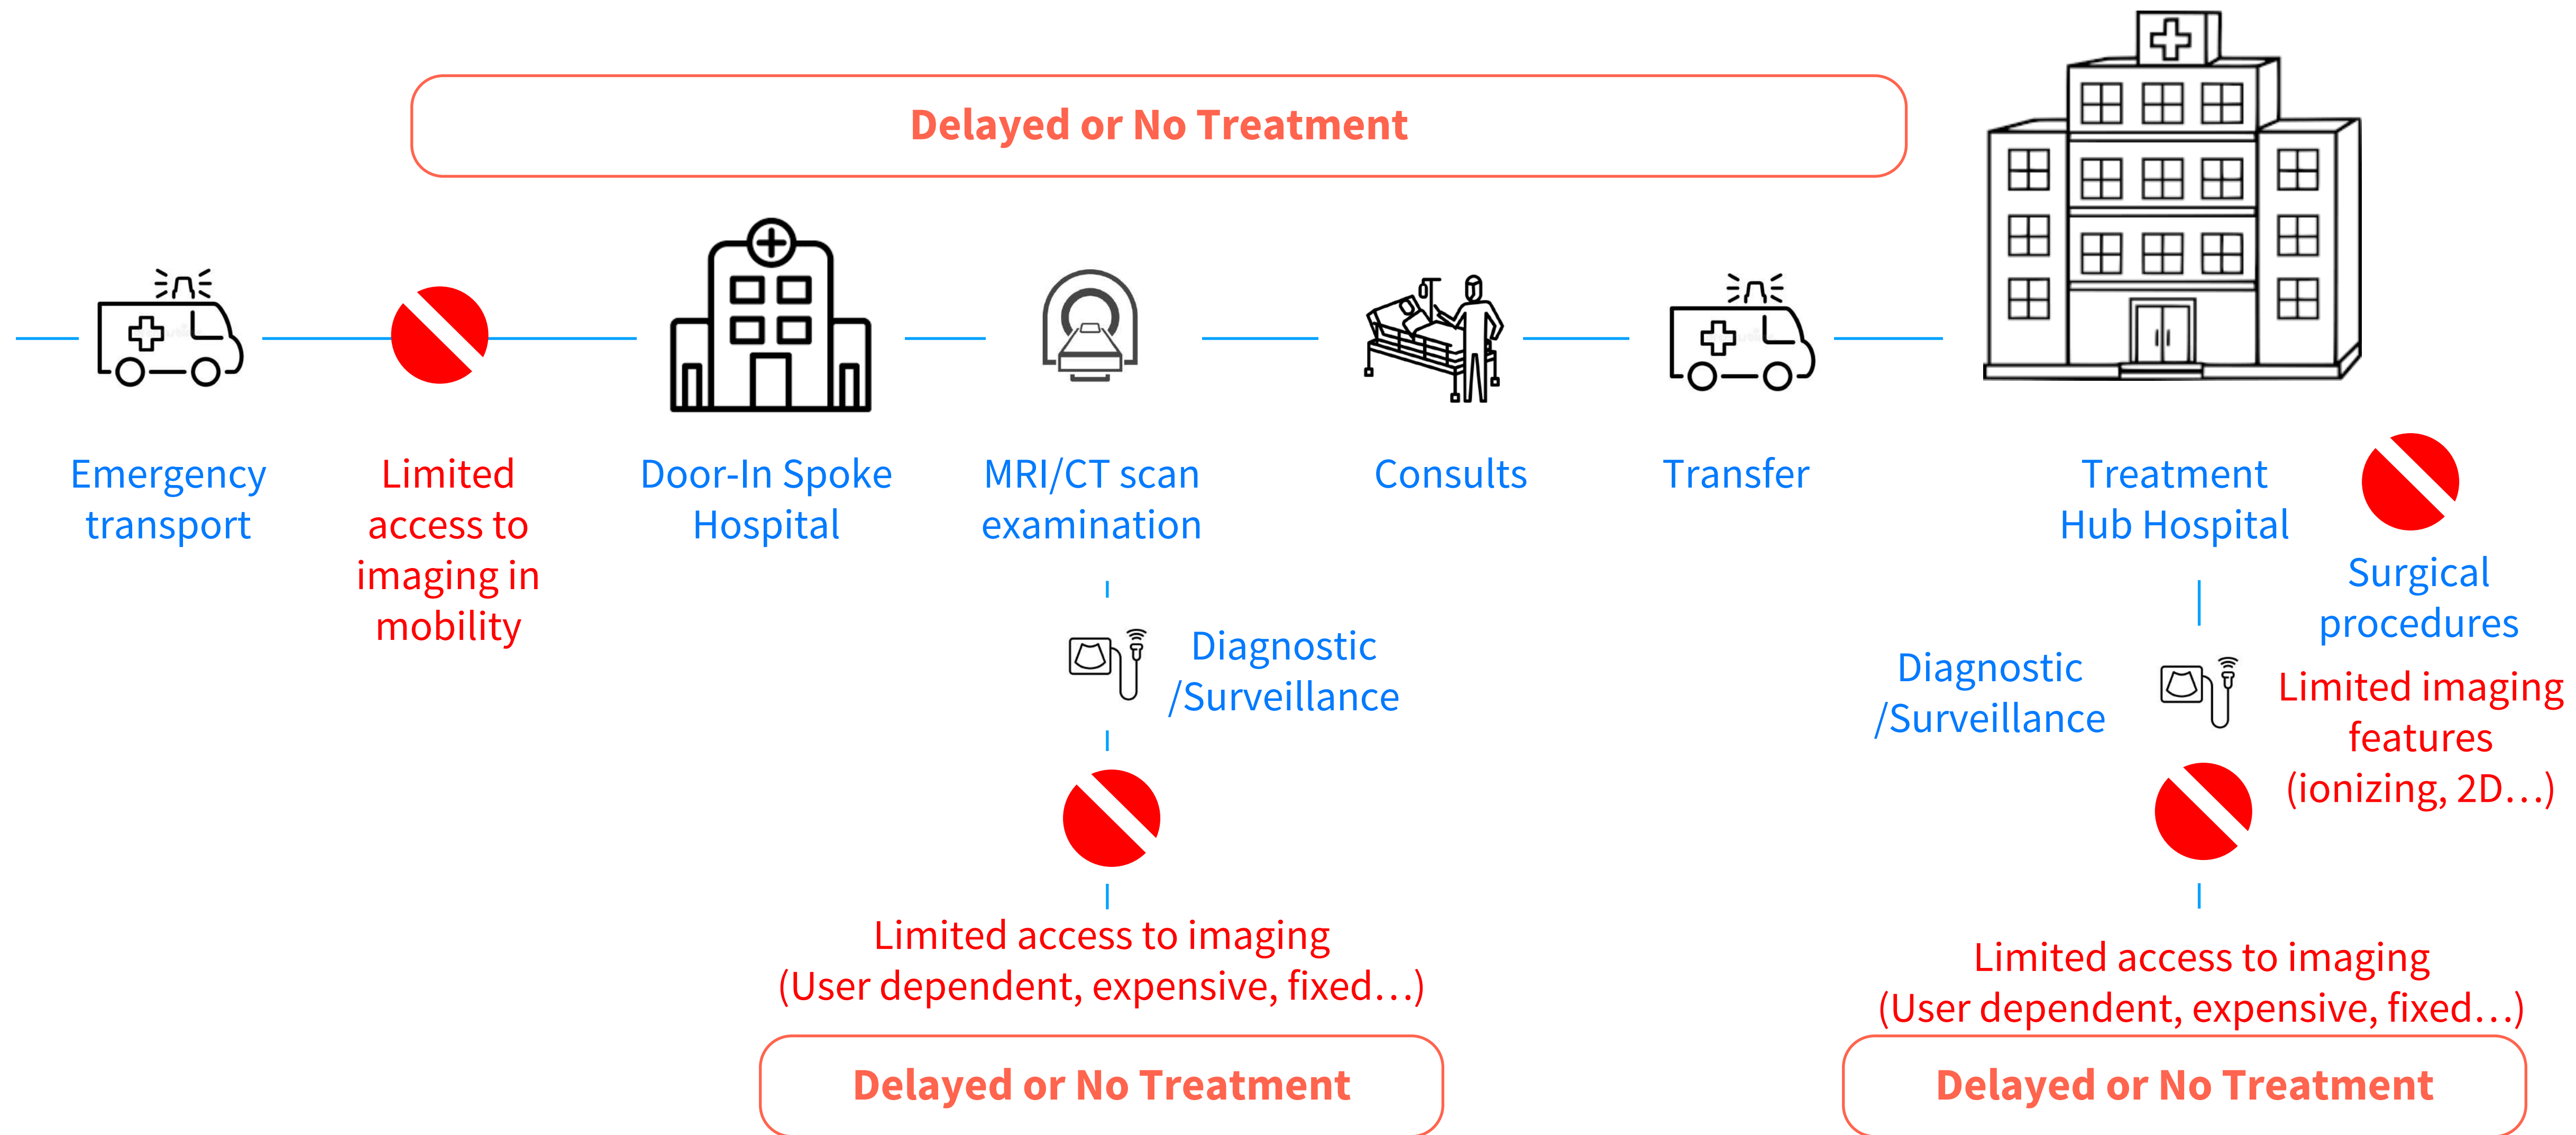 Delayed or No Treatment
Emergency
transport
Limited
access to
imaging in
mobility
Door-In Spoke
Hospital
MRI/CT scan
examination
Consults
Transfer
Treatment
Hub Hospital
Surgical
procedures
Limited imaging
features
(ionizing, 2D...)
Diagnostic
/Surveillance
Limited access to imaging
(User dependent, expensive, fixed...)
Delayed or No Treatment
Diagnostic
/Surveillance
Limited access to imaging
(User dependent, expensive, fixed...)
Delayed or No Treatment